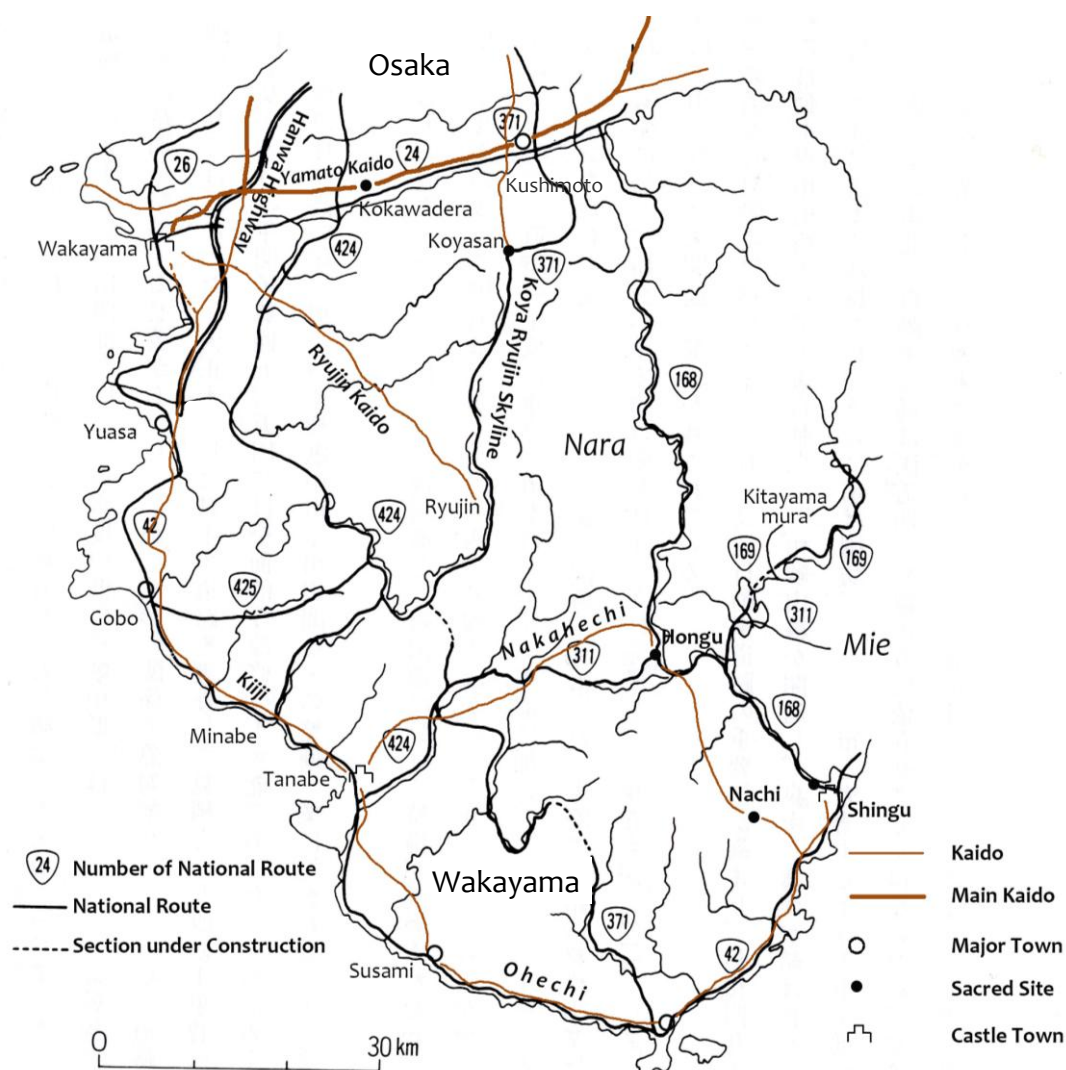 Osaka
371
26
Hanwa Highway
24
Yamato Kaido
Kushimoto
Kokawadera
Wakayama
424
Koyasan
371
Koya Ryujin Skyline
Ryujin Kaido
168
Yuasa
Nara
Kitayama
mura
Ryujin
424
42
169
169
425
311
Gobo
Nakahechi
Hongu
Mie
311
Kiiji
168
Minabe
424
Tanabe
Nachi
Shingu
24 Number of National Route
National Route
Section under Construction
Wakayama
371
42
Susami
Ohechi
Kaido
Main Kaido
Major Town
Sacred Site
Castle Town
0 30 km